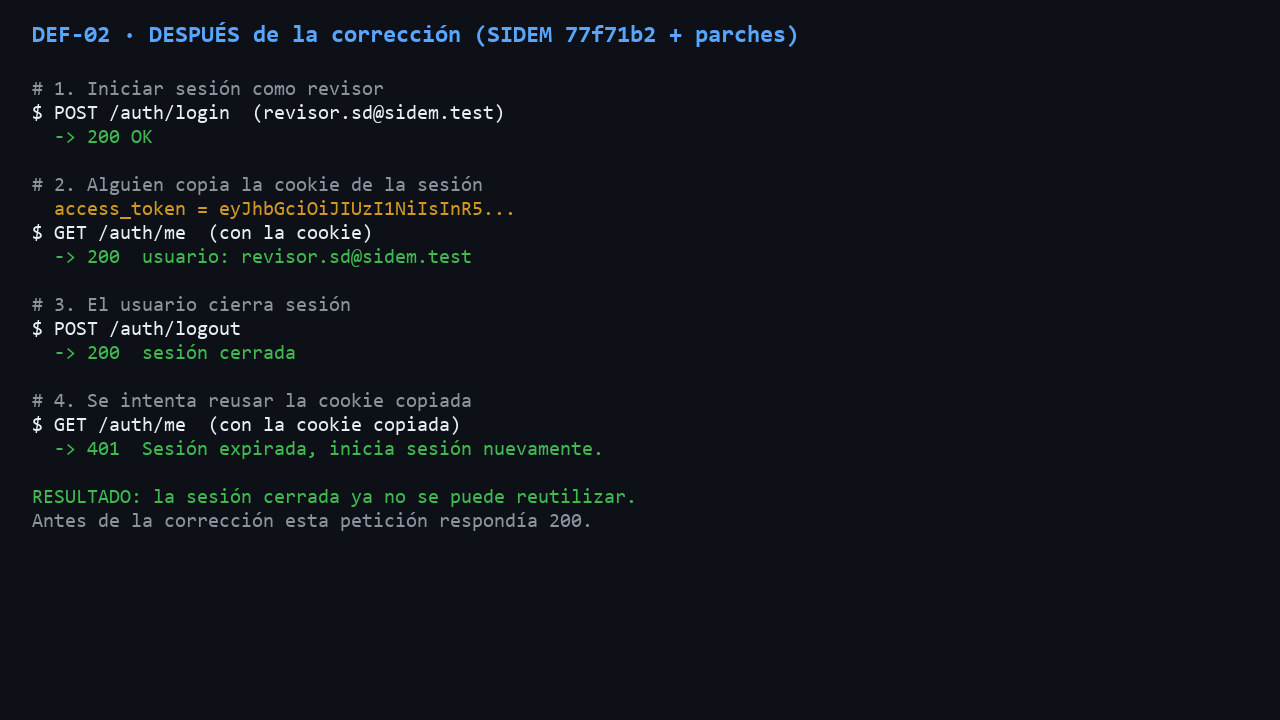 DEF-02 · DESPUÉS de la corrección (SIDEM 77f71b2 + parches)
# 1. Iniciar sesión como revisor
$ POST /auth/login  (revisor.sd@sidem.test)
-> 200 OK
# 2. Alguien copia la cookie de la sesión
access_token = eyJhbGciOiJIUzI1NiIsInR5...
$ GET /auth/me  (con la cookie)
-> 200  usuario: revisor.sd@sidem.test
# 3. El usuario cierra sesión
$ POST /auth/logout
-> 200  sesión cerrada
# 4. Se intenta reusar la cookie copiada
$ GET /auth/me  (con la cookie copiada)
-> 401  Sesión expirada, inicia sesión nuevamente.
RESULTADO: la sesión cerrada ya no se puede reutilizar.
Antes de la corrección esta petición respondía 200.